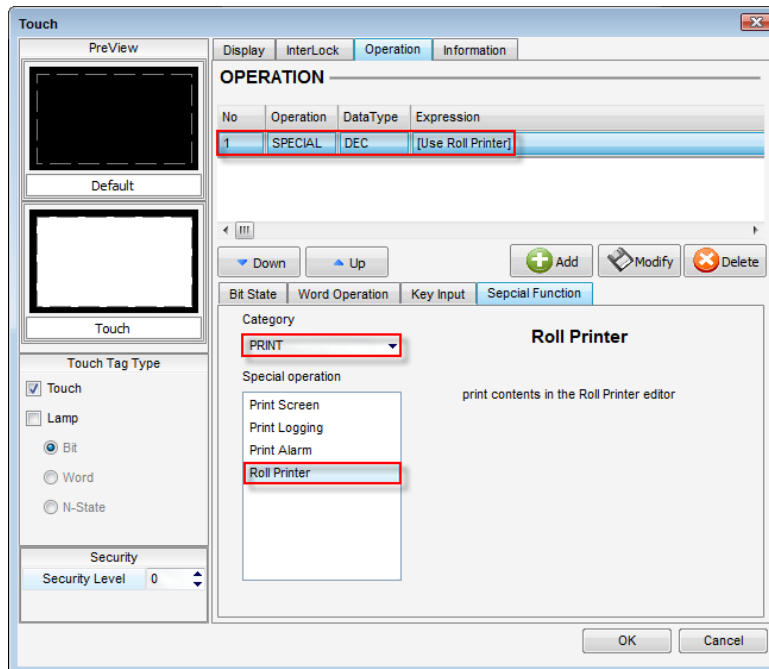 Touch
PreView
Default
Touch
Touch Tag Type
Touch
Lamp
Bit
Word
N-State
Security
Security Level 0
Display InterLock Operation Information
OPERATION
No Operation DataType Expression
1 SPECIAL DEC [Use Roll Printer]
Down Up Add Modify Delete
Bit State Word Operation Key Input Sepcial Function
Category
PRINT
Special operation
Print Screen
Print Logging
Print Alarm
Roll Printer
Roll Printer
print contents in the Roll Printer editor
OK Cancel